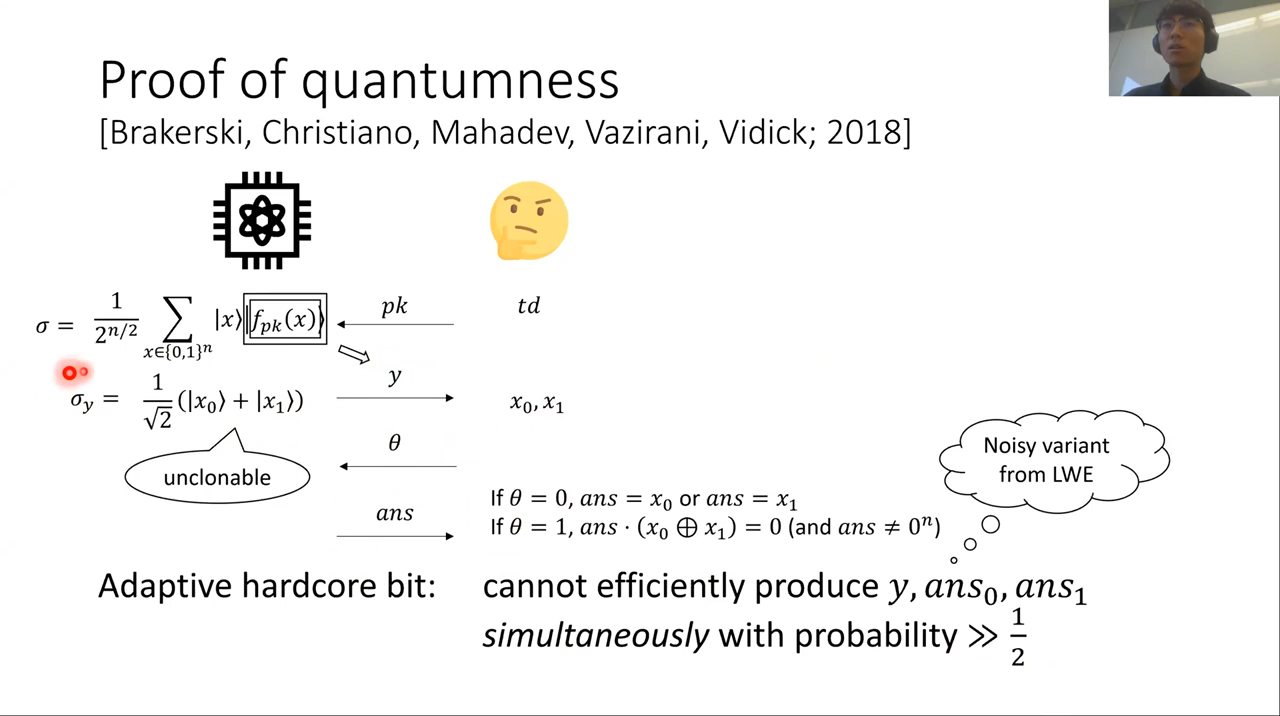 Proof of quantumness
[Brakerski, Christiano, Mahadev, Vazirani, Vidick; 2018]
σ = 1/2^{n/2} ∑_{x∈{0,1}^n} |x⟩|f_{pk}(x)⟩
pk
td
y
σ_y = 1/√2 (|x_0⟩ + |x_1⟩)
x_0, x_1
θ
unclonable
Noisy variant
from LWE
ans
If θ = 0, ans = x_0 or ans = x_1
If θ = 1, ans · (x_0 ⊕ x_1) = 0 (and ans ≠ 0^n)
Adaptive hardcore bit: cannot efficiently produce y, ans_0, ans_1
simultaneously with probability ≫ 1/2